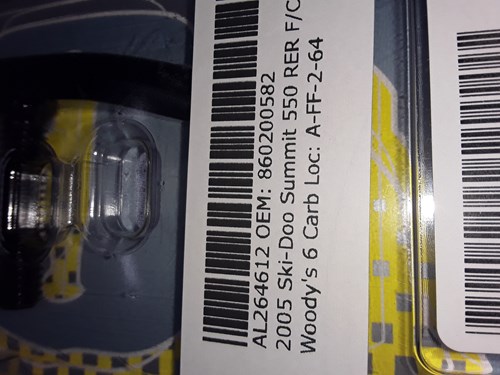 AL264612 OEM: 860200582
2005 Ski-Doo Summit 550 RER F/C
Woody's 6 Carb Loc: A-FF-2-64